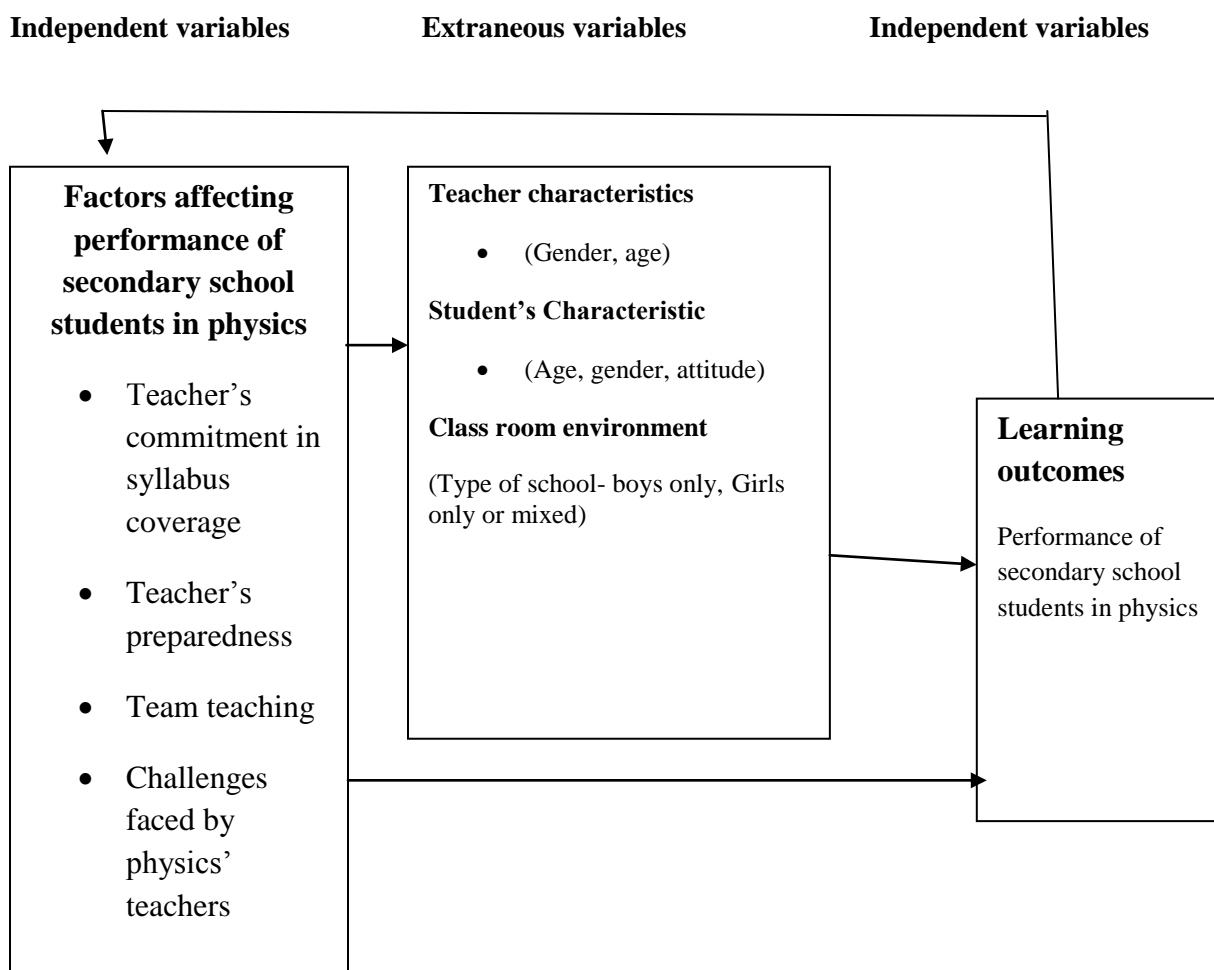 Independent variables
Extraneous variables
Independent variables
Factors affecting
performance of
secondary school
students in physics
• Teacher’s
commitment in
syllabus
coverage
• Teacher’s
preparedness
• Team teaching
• Challenges
faced by
physics’
teachers
Teacher characteristics
• (Gender, age)
Student’s Characteristic
• (Age, gender, attitude)
Class room environment
(Type of school- boys only, Girls
only or mixed)
Learning
outcomes
Performance of
secondary school
students in physics